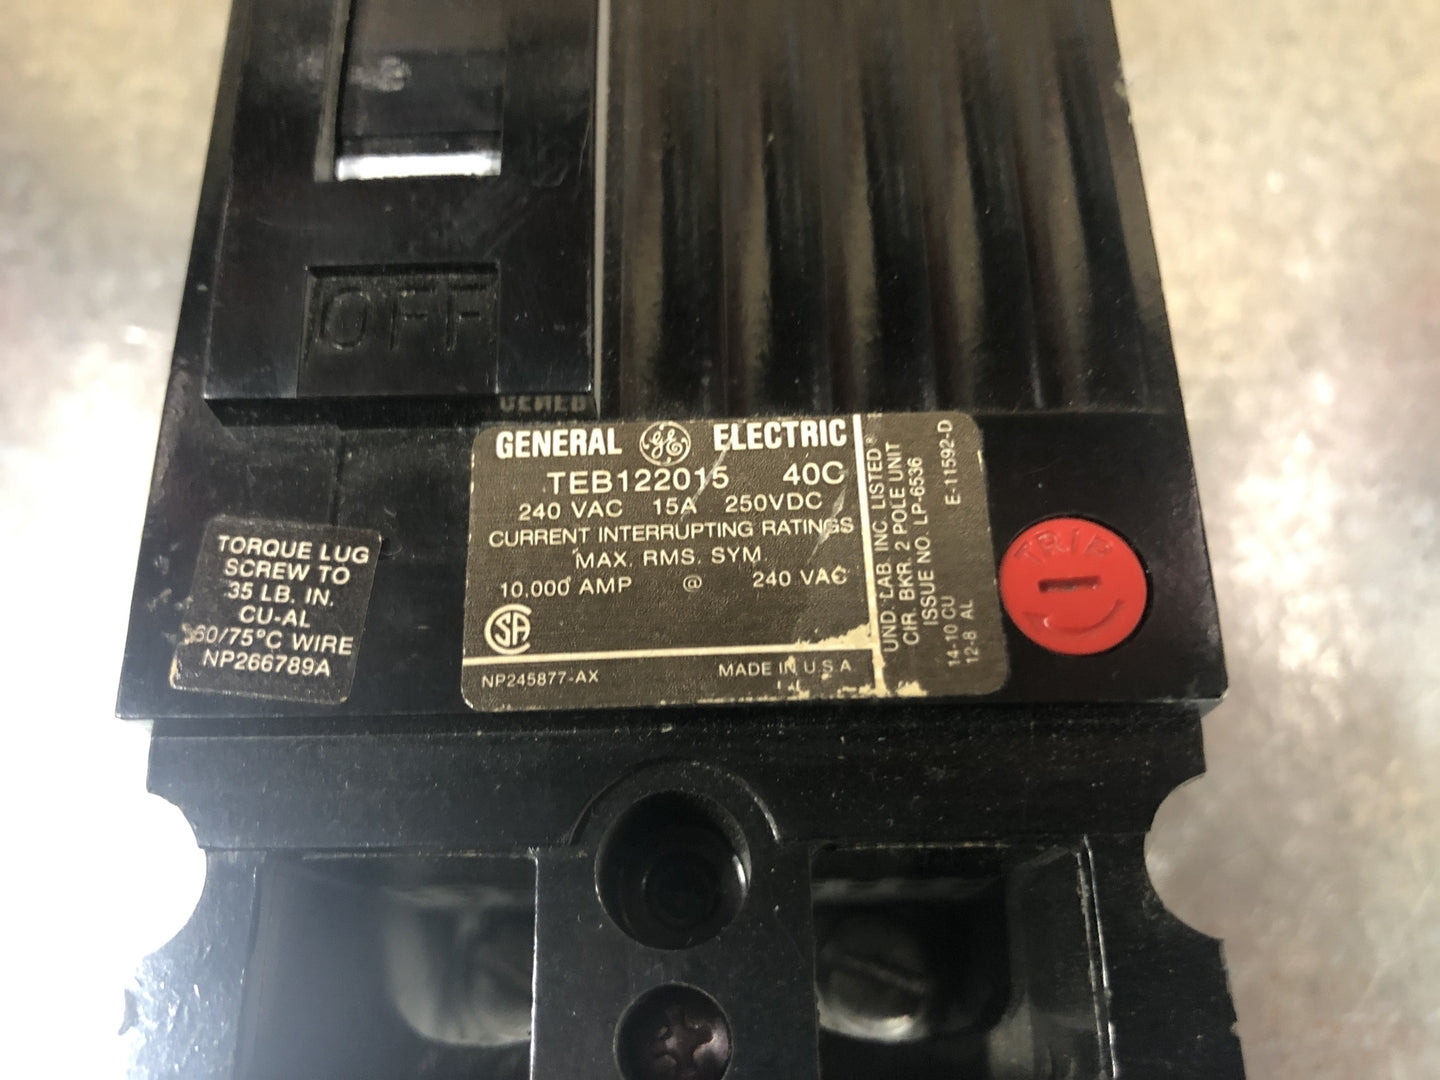 OFF
TORQUE LUG
SCREW TO
35 LB. IN.
CU-AL
60/75°C WIRE
NP266789A
GENERAL GE ELECTRIC
TEB122015 40C
240 VAC 15A 250VDC
CURRENT INTERRUPTING RATINGS
MAX. RMS. SYM.
10,000 AMP @ 240 VAC
CSA
NP245877-AX MADE IN U.S.A.
UND. LAB. INC. LISTED
CIR. BKR. 2 POLE UNIT
ISSUE NO. LP-6536 E-11592-D
14-10 CU
12-8 AL
TRIP